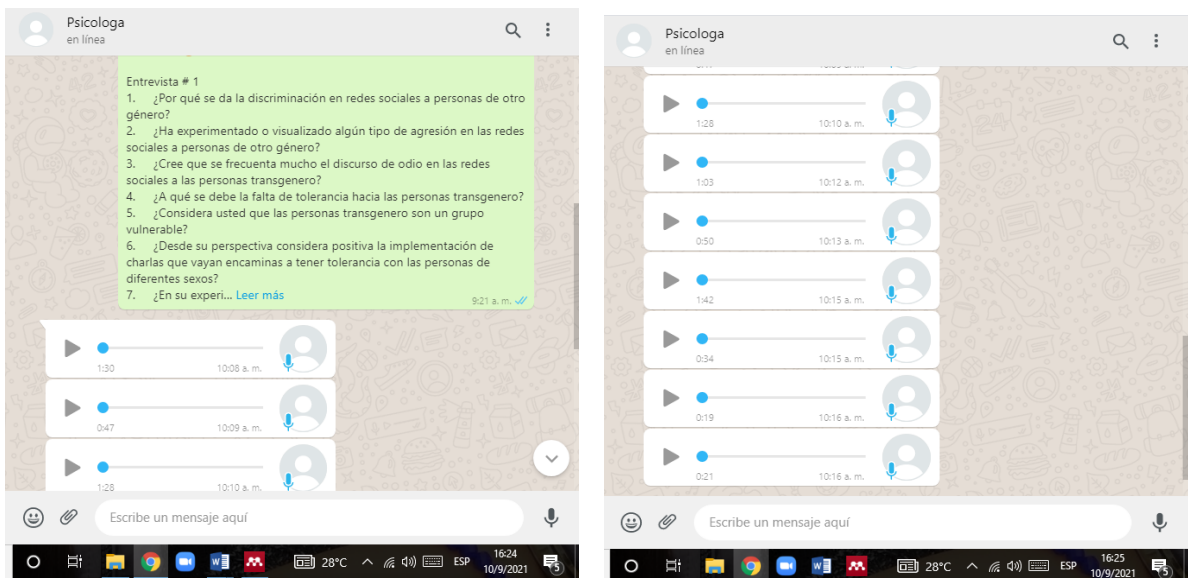 Psicologa
en línea
Entrevista # 1
1. ¿Por qué se da la discriminación en redes sociales a personas de otro
género?
2. ¿Ha experimentado o visualizado algún tipo de agresión en las redes
sociales a personas de otro género?
3. ¿Cree que se frecuenta mucho el discurso de odio en las redes
sociales a las personas transgenero?
4. ¿A qué se debe la falta de tolerancia hacia las personas transgenero?
5. ¿Considera usted que las personas transgenero son un grupo
vulnerable?
6. ¿Desde su perspectiva considera positiva la implementación de
charlas que vayan encaminas a tener tolerancia con las personas de
diferentes sexos?
7. ¿En su experi... Leer más
9:21 a. m.
1:30 10:08 a. m.
0:47 10:09 a. m.
1:28 10:10 a. m.
Escribe un mensaje aquí
28°C ESP 16:24
10/9/2021
5
Psicologa
en línea
1:28 10:10 a. m.
1:03 10:12 a. m.
0:50 10:13 a. m.
1:42 10:15 a. m.
0:34 10:15 a. m.
0:19 10:16 a. m.
0:21 10:16 a. m.
Escribe un mensaje aquí
28°C ESP 16:25
10/9/2021
5